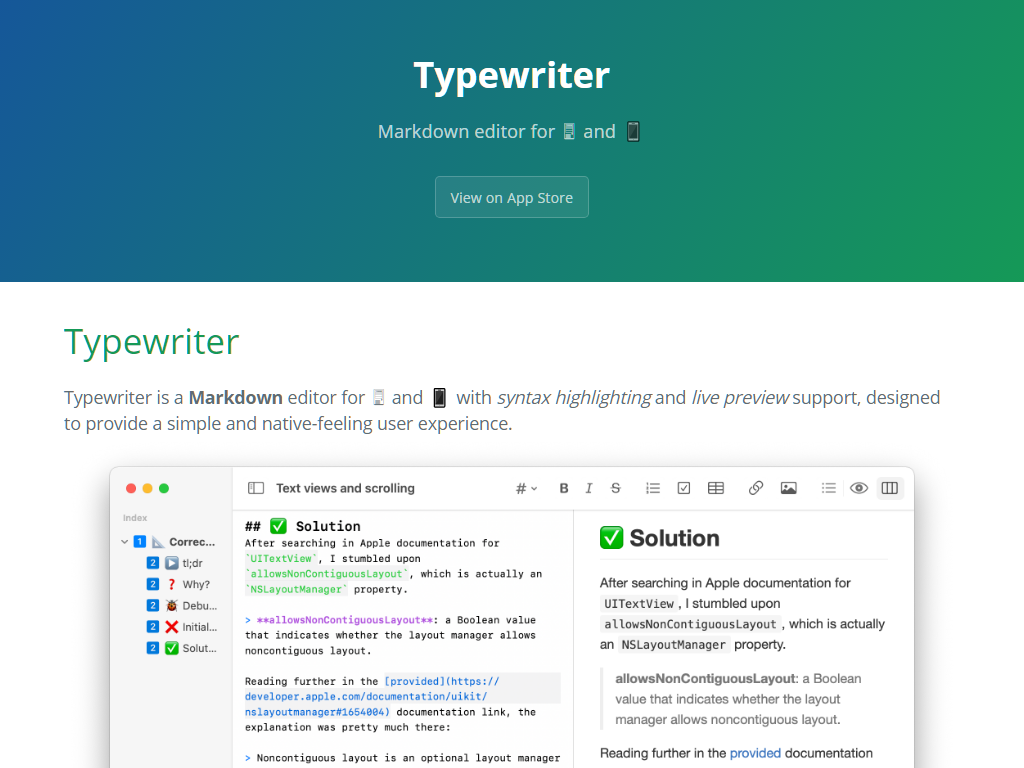 Typewriter
Markdown editor for 🖥 and 📱
View on App Store
Typewriter
Typewriter is a Markdown editor for 🖥 and 📱 with syntax highlighting and live preview support, designed
to provide a simple and native-feeling user experience.
Text views and scrolling
# B I S
Index
1 📐 Correc...
2 ▶️ tl;dr
2 ❓ Why?
2 🐞 Debu...
2 ❌ Initial...
2 ✅ Solut...
## ✅ Solution
After searching in Apple documentation for
`UITextView`, I stumbled upon
`allowsNonContiguousLayout`, which is actually an
`NSLayoutManager` property.
> **allowsNonContiguousLayout**: a Boolean value
that indicates whether the layout manager allows
noncontiguous layout.
Reading further in the [provided](https://
developer.apple.com/documentation/uikit/
nslayoutmanager#1654004) documentation link, the
explanation was pretty much there:
> Noncontiguous layout is an optional layout manager
✅ Solution
After searching in Apple documentation for
UITextView , I stumbled upon
allowsNonContiguousLayout , which is actually
an NSLayoutManager property.
allowsNonContiguousLayout: a Boolean
value that indicates whether the layout
manager allows noncontiguous layout.
Reading further in the provided documentation